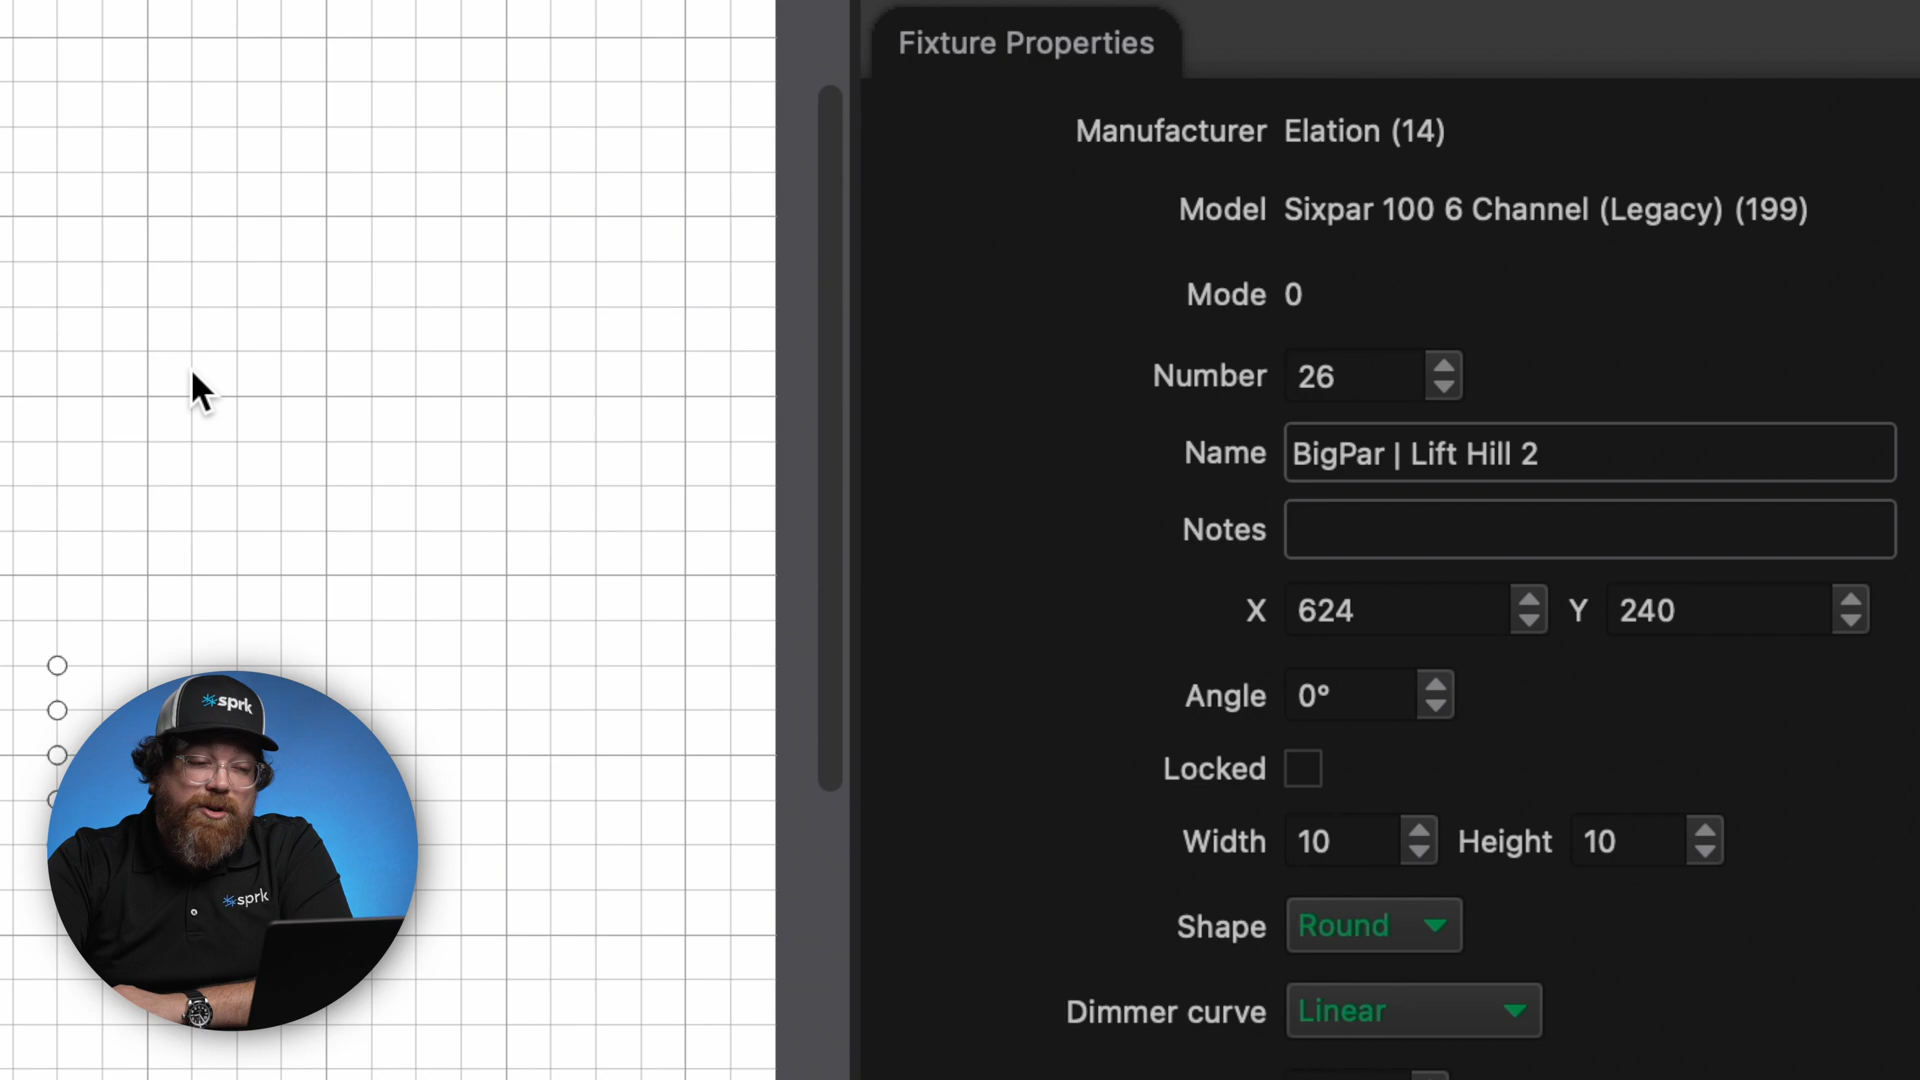 Fixture Properties
Manufacturer Elation (14)
Model Sixpar 100 6 Channel (Legacy) (199)
Mode 0
Number 26
Name BigPar | Lift Hill 2
Notes
X 624 Y 240
Angle 0°
Locked
Width 10 Height 10
Shape Round
Dimmer curve Linear
sprk
sprk